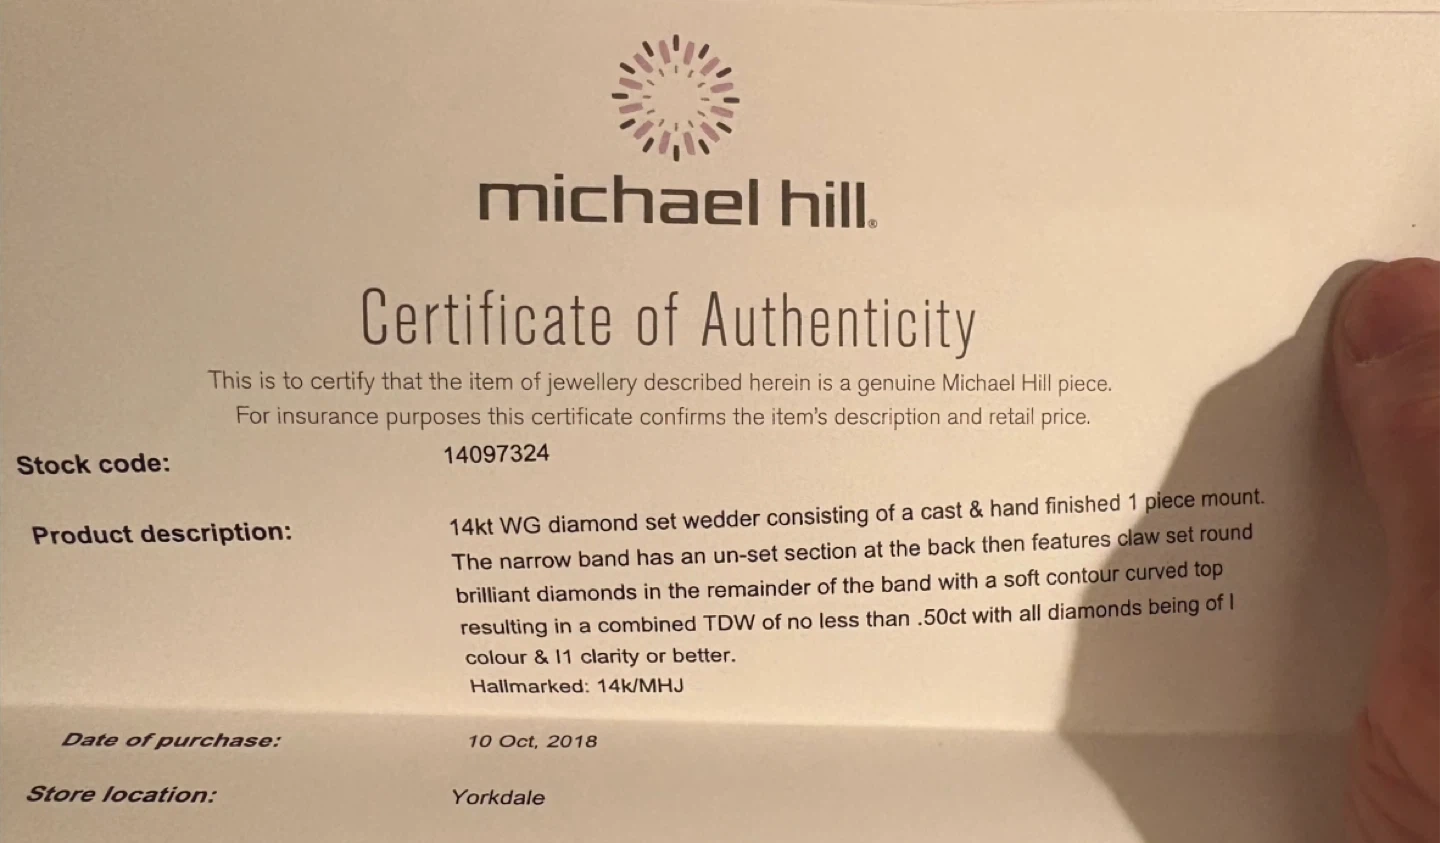 michael hill®
Certificate of Authenticity
This is to certify that the item of jewellery described herein is a genuine Michael Hill piece.
For insurance purposes this certificate confirms the item's description and retail price.
Stock code: 14097324
Product description: 14kt WG diamond set wedder consisting of a cast & hand finished 1 piece mount.
The narrow band has an un-set section at the back then features claw set round
brilliant diamonds in the remainder of the band with a soft contour curved top
resulting in a combined TDW of no less than .50ct with all diamonds being of I
colour & I1 clarity or better.
Hallmarked: 14k/MHJ
Date of purchase: 10 Oct, 2018
Store location: Yorkdale